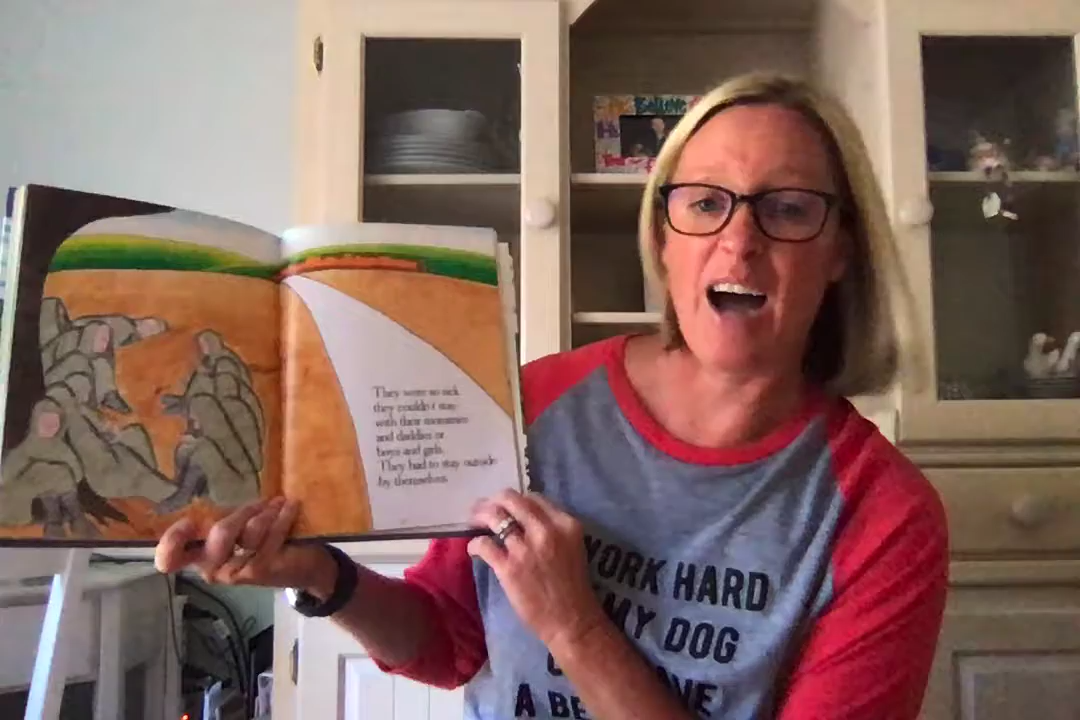 They were so sick
they couldn't stay
with their mommies
and daddies or
boys and girls.
They had to stay outside
by themselves.
WORK HARD
MY DOG
A BE